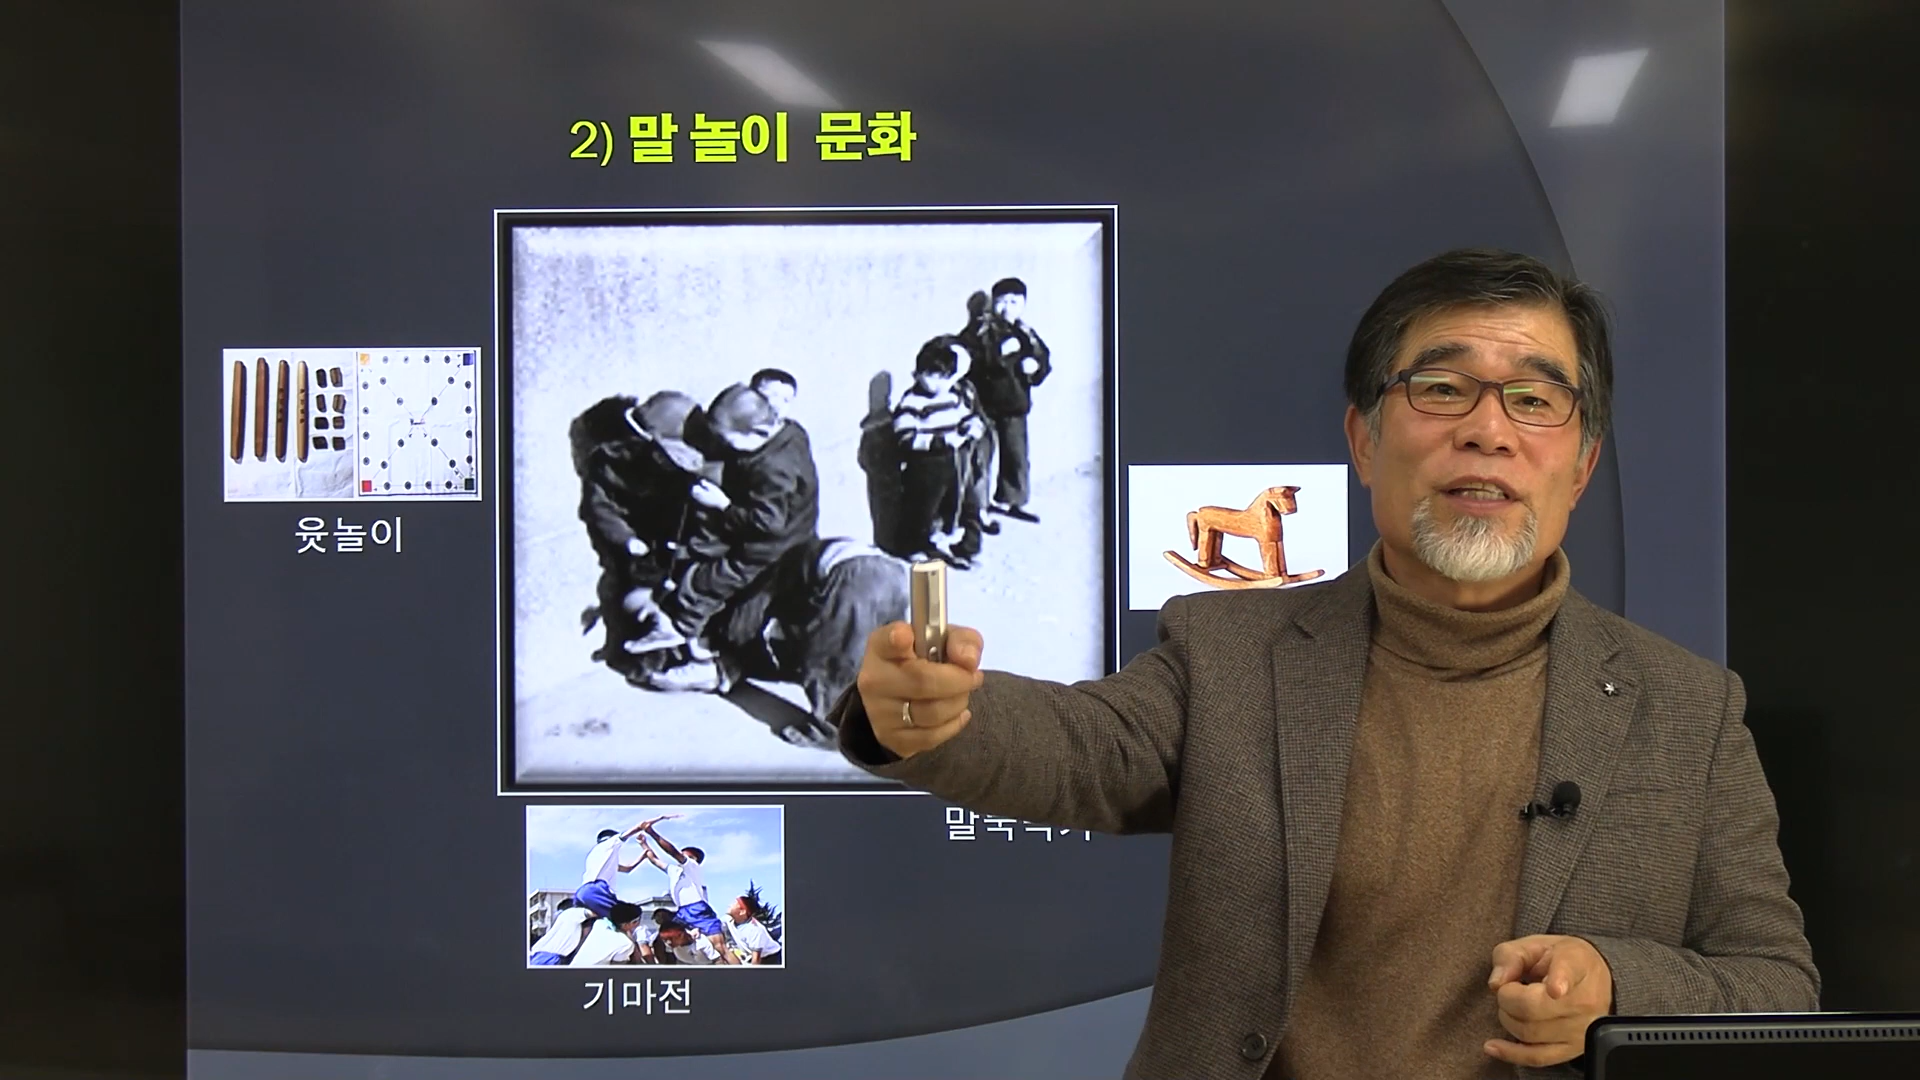 2) 말 놀이 문화
윷놀이
기마전